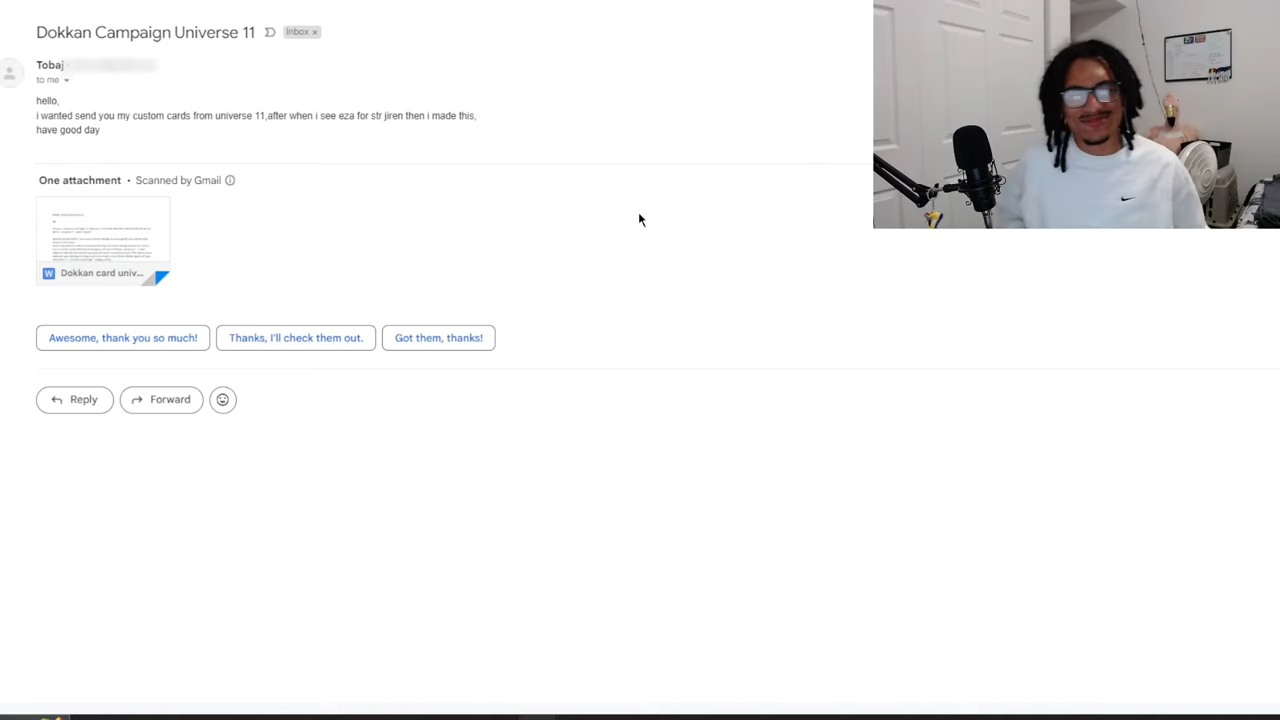 Dokkan Campaign Universe 11 Inbox ×
Tobaj
to me
hello,
i wanted send you my custom cards from universe 11,after when i see eza for str jiren then i made this,
have good day
One attachment • Scanned by Gmail
W Dokkan card univ...
Awesome, thank you so much!
Thanks, I'll check them out.
Got them, thanks!
Reply
Forward